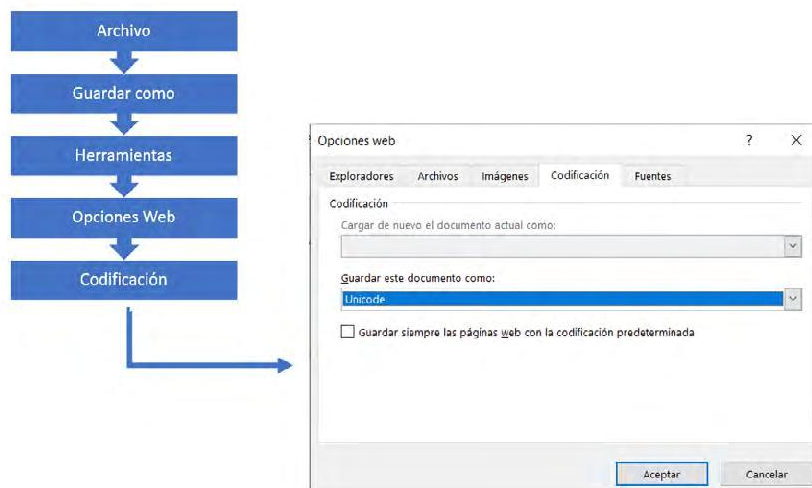 Archivo
Guardar como
Herramientas
Opciones Web
Codificación
Opciones web ? X
Exploradores Archivos Imágenes Codificación Fuentes
Codificación
Cargar de nuevo el documento actual como:
Guardar este documento como:
Unicode
Guardar siempre las páginas web con la codificación predeterminada
Aceptar Cancelar